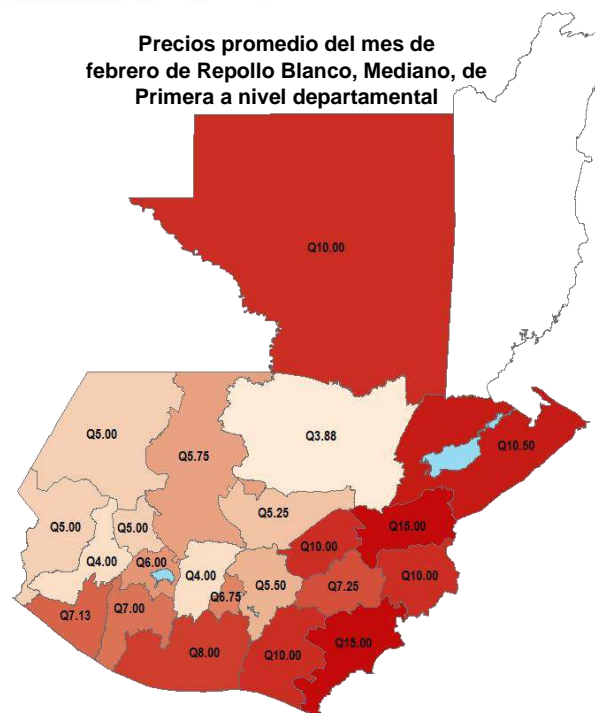 Precios promedio del mes de
febrero de Repollo Blanco, Mediano, de
Primera a nivel departamental
Q10.00
Q5.00
Q5.75
Q3.88
Q10.50
Q5.00
Q5.00
Q5.25
Q15.00
Q4.00
Q6.00
Q4.00
Q10.00
Q10.00
Q6.75
Q5.50
Q7.25
Q7.13
Q7.00
Q8.00
Q10.00
Q15.00